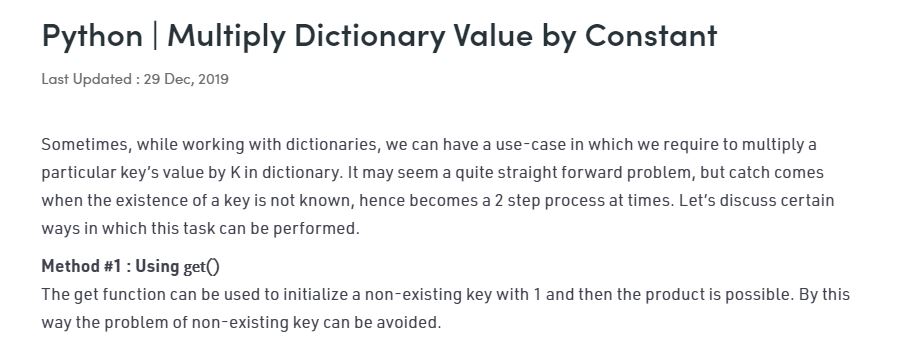 Python | Multiply Dictionary Value by Constant
Last Updated : 29 Dec, 2019
Sometimes, while working with dictionaries, we can have a use-case in which we require to multiply a
particular key's value by K in dictionary. It may seem a quite straight forward problem, but catch comes
when the existence of a key is not known, hence becomes a 2 step process at times. Let's discuss certain
ways in which this task can be performed.
Method #1 : Using get()
The get function can be used to initialize a non-existing key with 1 and then the product is possible. By this
way the problem of non-existing key can be avoided.